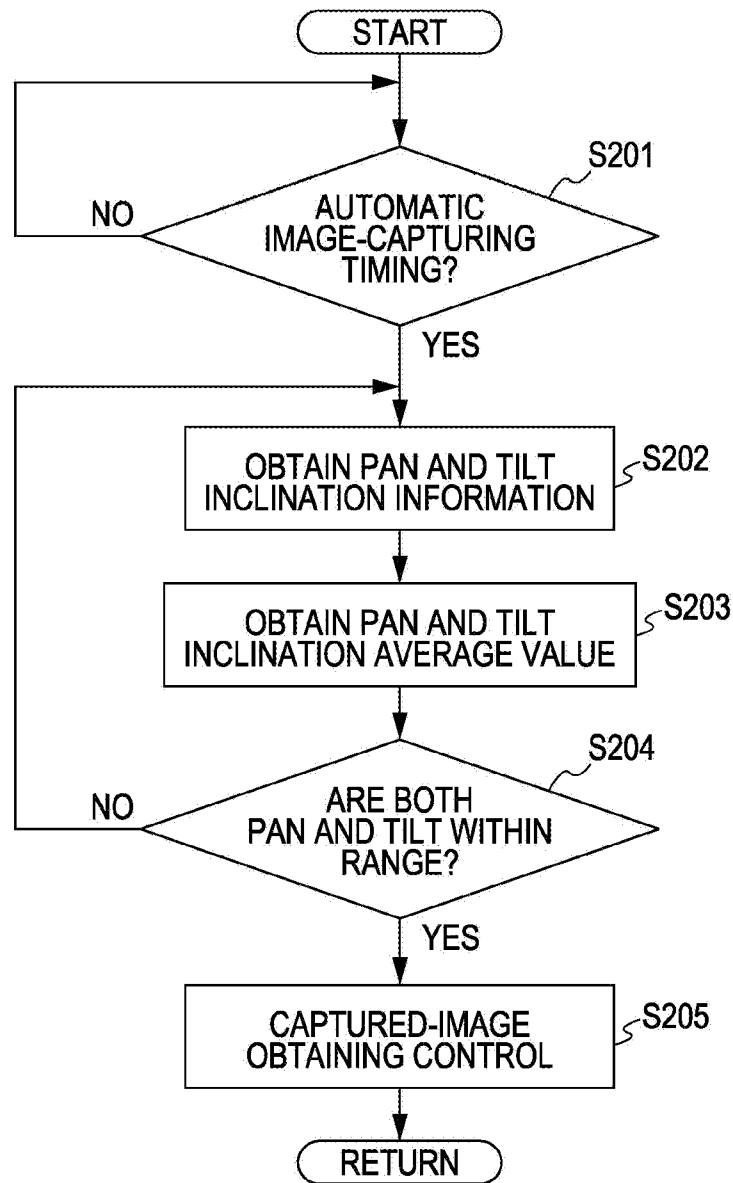 START
S201
AUTOMATIC
IMAGE-CAPTURING
TIMING?
NO
YES
S202
OBTAIN PAN AND TILT
INCLINATION INFORMATION
S203
OBTAIN PAN AND TILT
INCLINATION AVERAGE VALUE
S204
ARE BOTH
PAN AND TILT WITHIN
RANGE?
NO
YES
S205
CAPTURED-IMAGE
OBTAINING CONTROL
RETURN